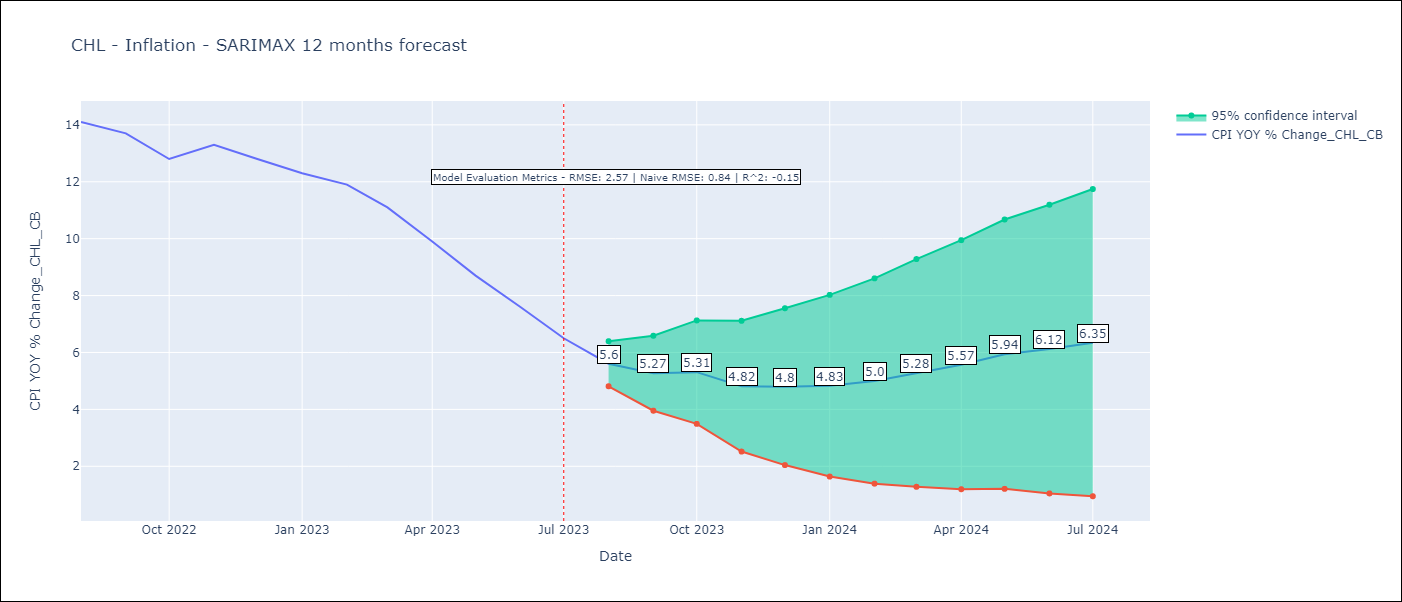 CHL - Inflation - SARIMAX 12 months forecast
95% confidence interval
CPI YOY % Change_CHL_CB
Model Evaluation Metrics - RMSE: 2.57 | Naive RMSE: 0.84 | R^2: -0.15
CPI YOY % Change_CHL_CB
14
12
10
8
6
4
2
5.6
5.27
5.31
4.82
4.8
4.83
5.0
5.28
5.57
5.94
6.12
6.35
Oct 2022
Jan 2023
Apr 2023
Jul 2023
Oct 2023
Jan 2024
Apr 2024
Jul 2024
Date